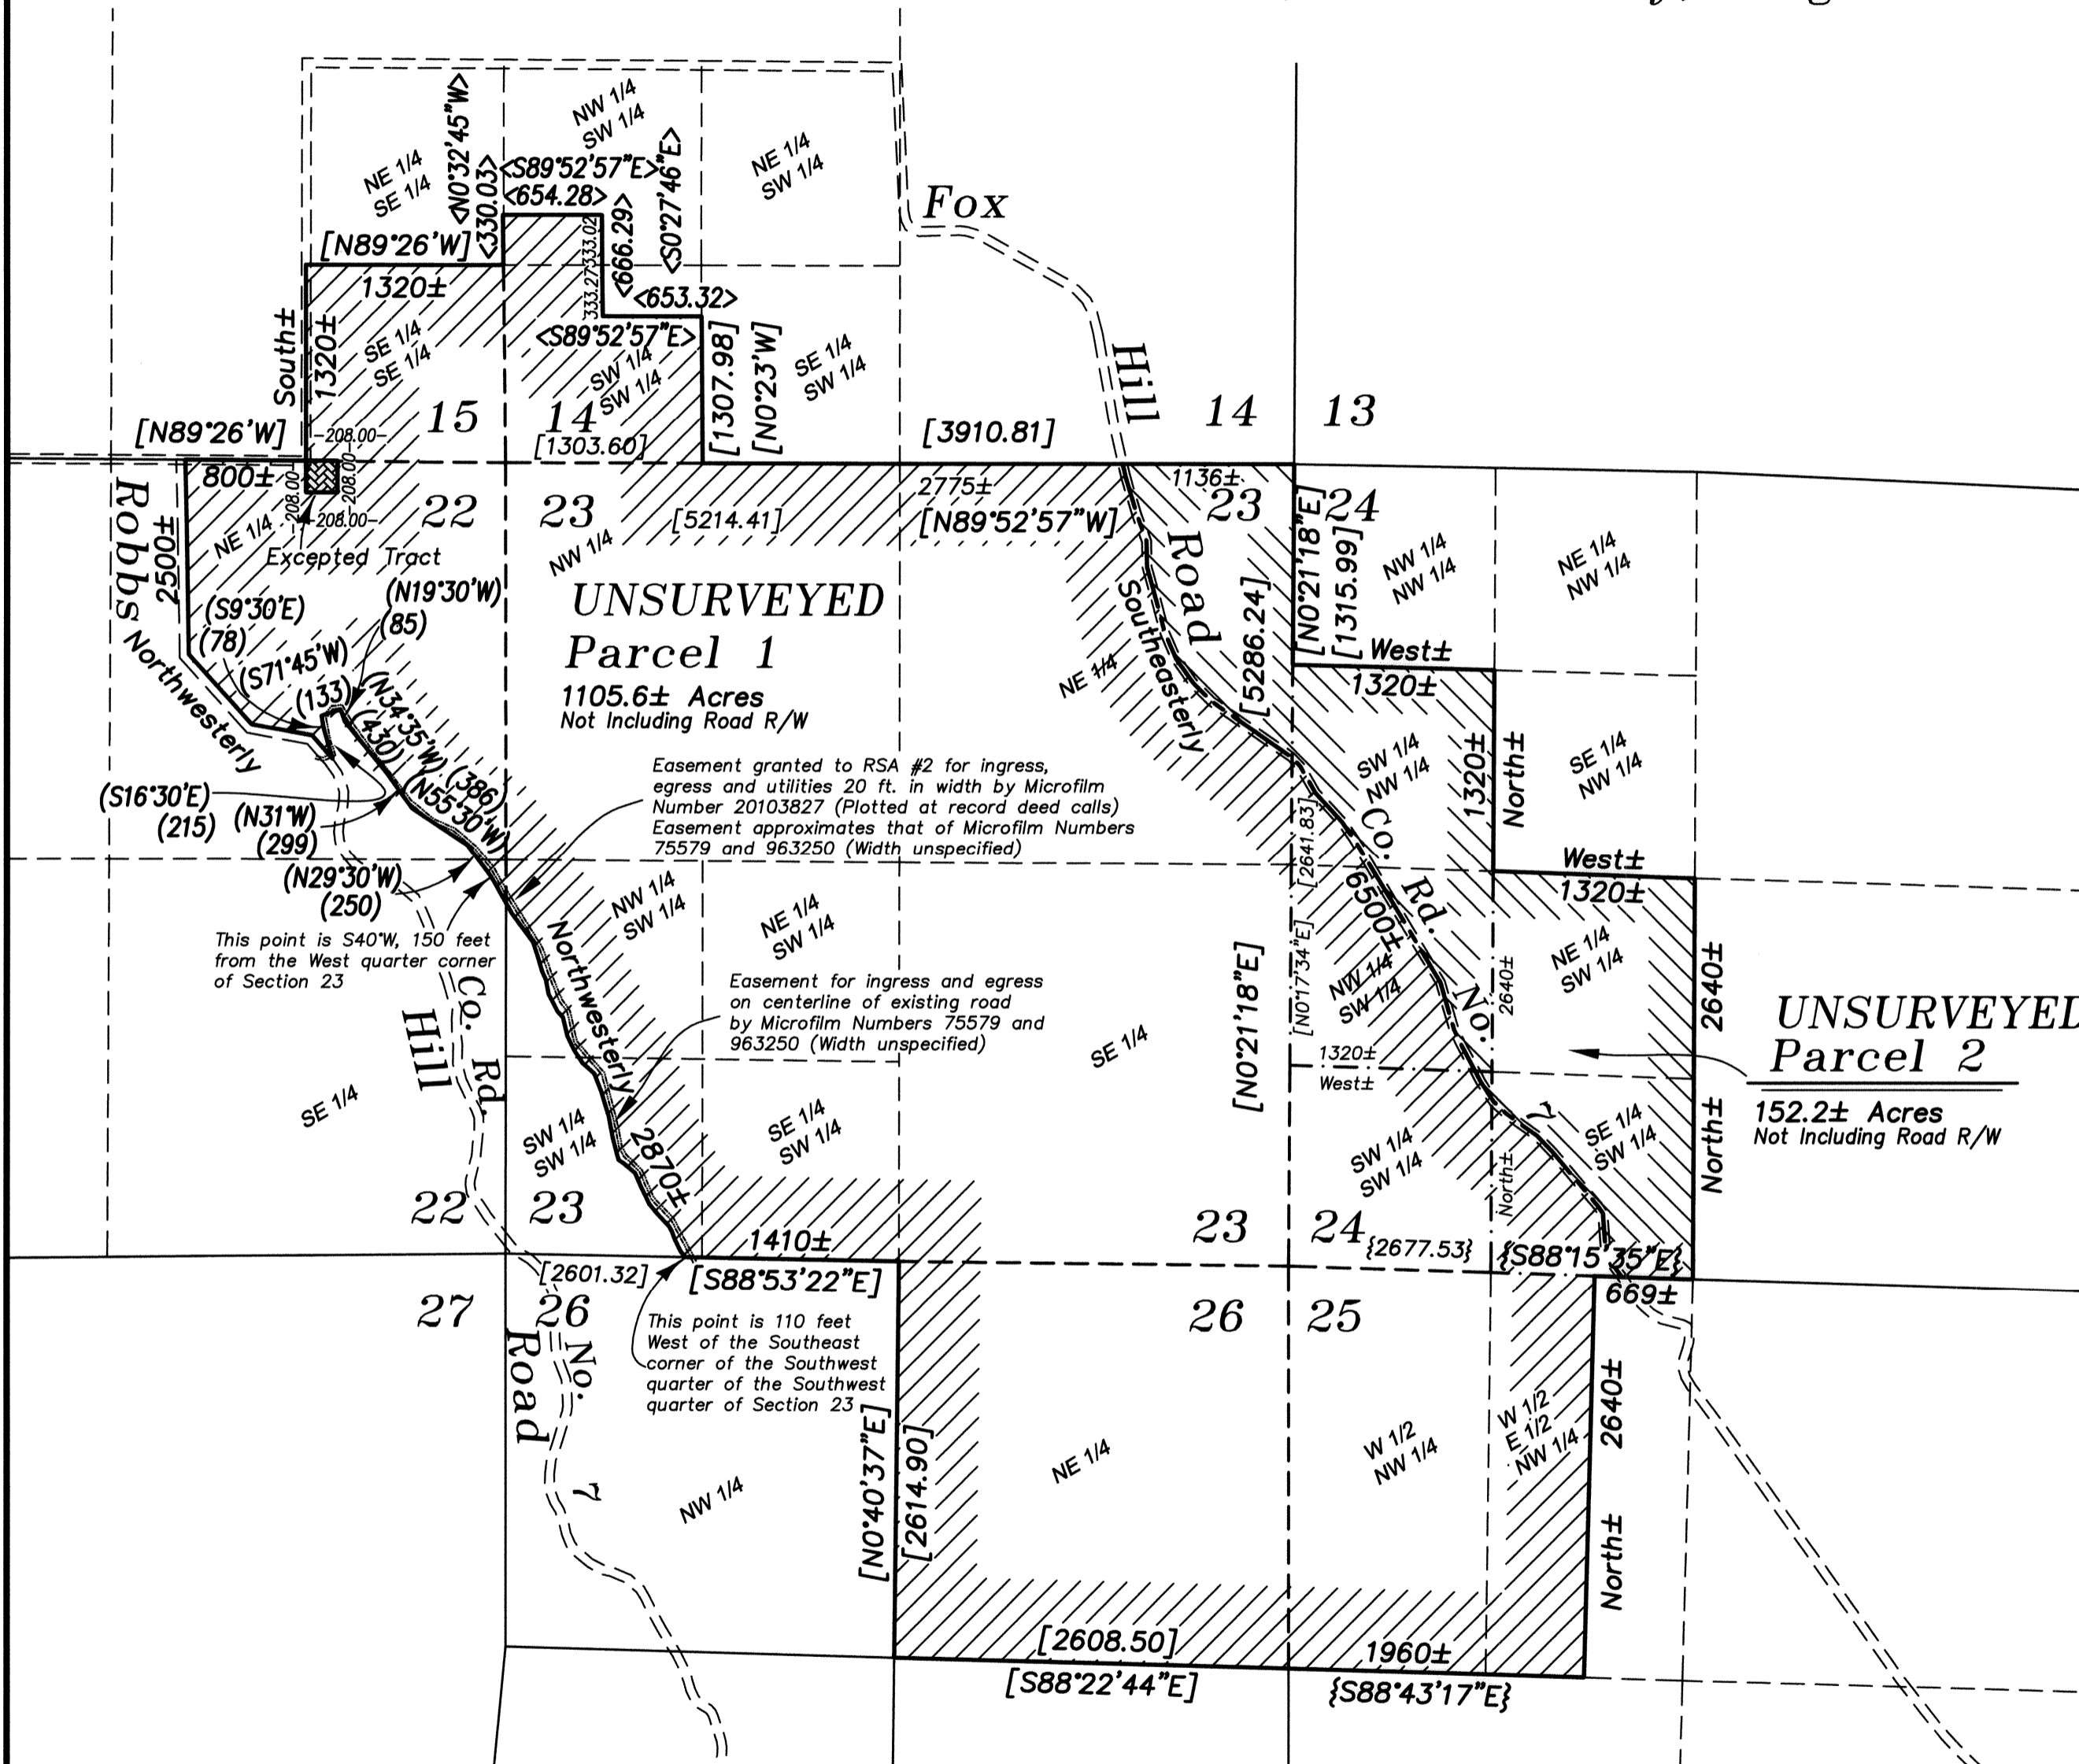 NW 1/4
SW 1/4
NE 1/4
SE 1/4
NE 1/4
SW 1/4
<N0°32'45"W>
<330.03>
<S89°52'57"E>
<654.28>
<S0°27'46"E>
<666.29>
333.02
333.27
[N89°26'W]
1320±
<653.32>
<S89°52'57"E>
South±
1320±
SE 1/4
SE 1/4
SW 1/4
SW 1/4
SE 1/4
SW 1/4
[1307.98]
[N0°23'W]
Fox
Hill
Road
15
14
[1303.60]
[3910.81]
14
13
[N89°26'W]
800±
208.00
208.00
208.00
208.00
Excepted Tract
Robbs
2500±
NE 1/4
22
23
NW 1/4
[5214.41]
2775±
[N89°52'57"W]
1136±
23
24
[N0°21'18"E]
[1315.99]
NW 1/4
NW 1/4
NE 1/4
NW 1/4
UNSURVEYED
Parcel 1
1105.6± Acres
Not Including Road R/W
(S9°30'E)
(78)
(N19°30'W)
(85)
(S71°45'W)
(133)
(N34°35'W)
(430)
(386)
(N55°30'W)
Northwesterly
(S16°30'E)
(215)
(N31°W)
(299)
(N29°30'W)
(250)
Southeasterly
NE 1/4
[5286.24]
West±
1320±
SW 1/4
NW 1/4
1320±
North±
SE 1/4
NW 1/4
Easement granted to RSA #2 for ingress,
egress and utilities 20 ft. in width by Microfilm
Number 20103827 (Plotted at record deed calls)
Easement approximates that of Microfilm Numbers
75579 and 963250 (Width unspecified)
[2641.83]
Co.
Rd.
No.
7
6500±
West±
1320±
This point is S40°W, 150 feet
from the West quarter corner
of Section 23
NW 1/4
SW 1/4
NE 1/4
SW 1/4
Northwesterly
Easement for ingress and egress
on centerline of existing road
by Microfilm Numbers 75579 and
963250 (Width unspecified)
SE 1/4
[N0°21'18"E]
[N0°17'34"E]
NW 1/4
SW 1/4
2640±
North±
NE 1/4
SW 1/4
2640±
North±
UNSURVEYED
Parcel 2
152.2± Acres
Not Including Road R/W
1320±
West±
SE 1/4
Hill
Co.
Rd.
SW 1/4
SW 1/4
SE 1/4
SW 1/4
2870±
SW 1/4
SW 1/4
SE 1/4
SW 1/4
22
23
1410±
23
24
{2677.53}
{S88°15'35"E}
669±
[2601.32]
[S88°53'22"E]
27
26
26
25
This point is 110 feet
West of the Southeast
corner of the Southwest
quarter of the Southwest
quarter of Section 23
Road
No.
7
NW 1/4
[N0°40'37"E]
[2614.90]
NE 1/4
W 1/2
NW 1/4
W 1/2
E 1/2
NW 1/4
2640±
North±
[2608.50]
[S88°22'44"E]
1960±
{S88°43'17"E}